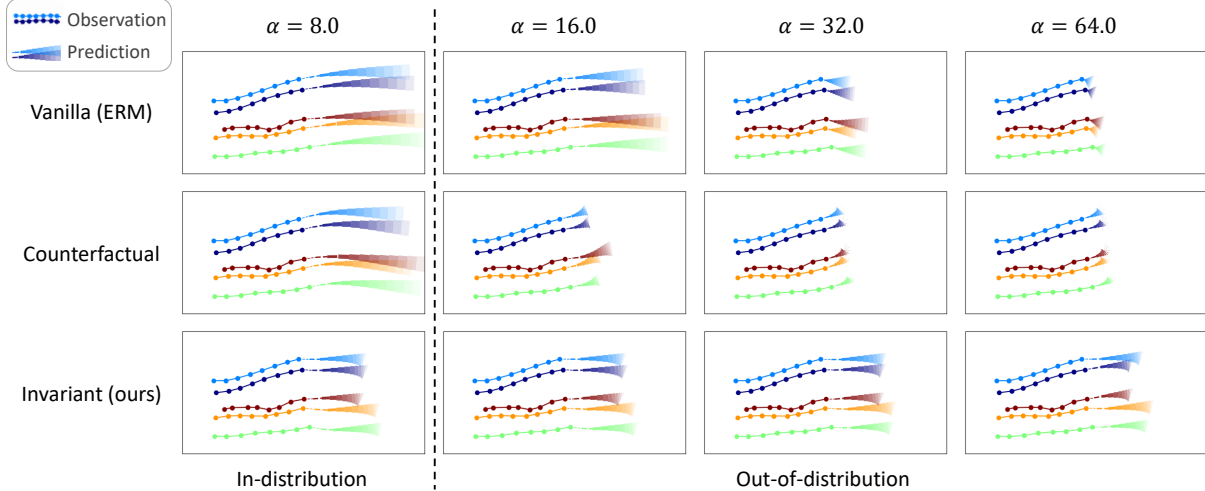 Observation
Prediction
α = 8.0
α = 16.0
α = 32.0
α = 64.0
Vanilla (ERM)
Counterfactual
Invariant (ours)
In-distribution
Out-of-distribution